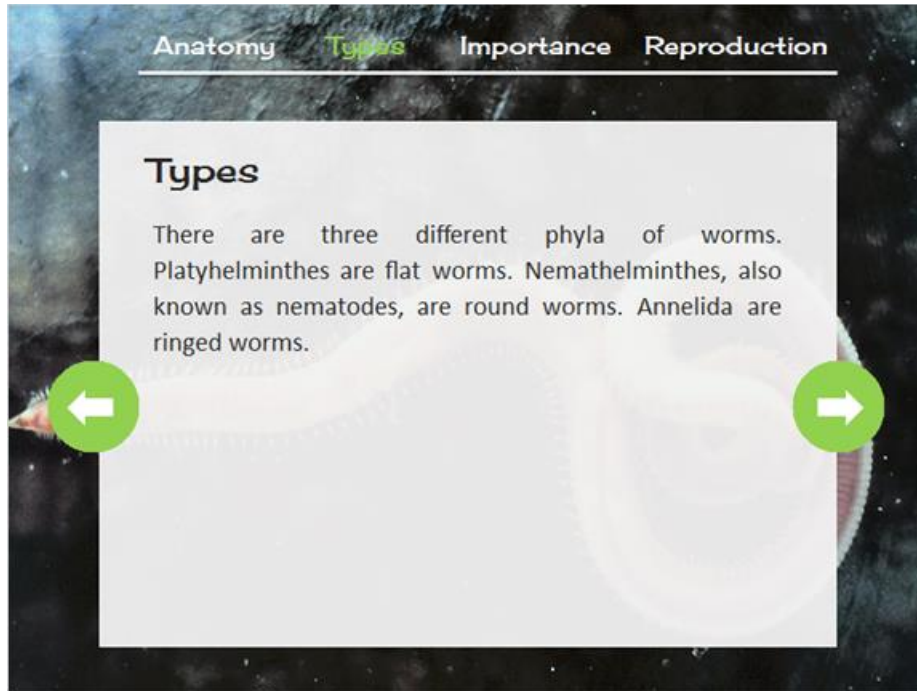 Anatomy Types Importance Reproduction
Types
There are three different phyla of worms.
Platyhelminthes are flat worms. Nemathelminthes, also
known as nematodes, are round worms. Annelida are
ringed worms.